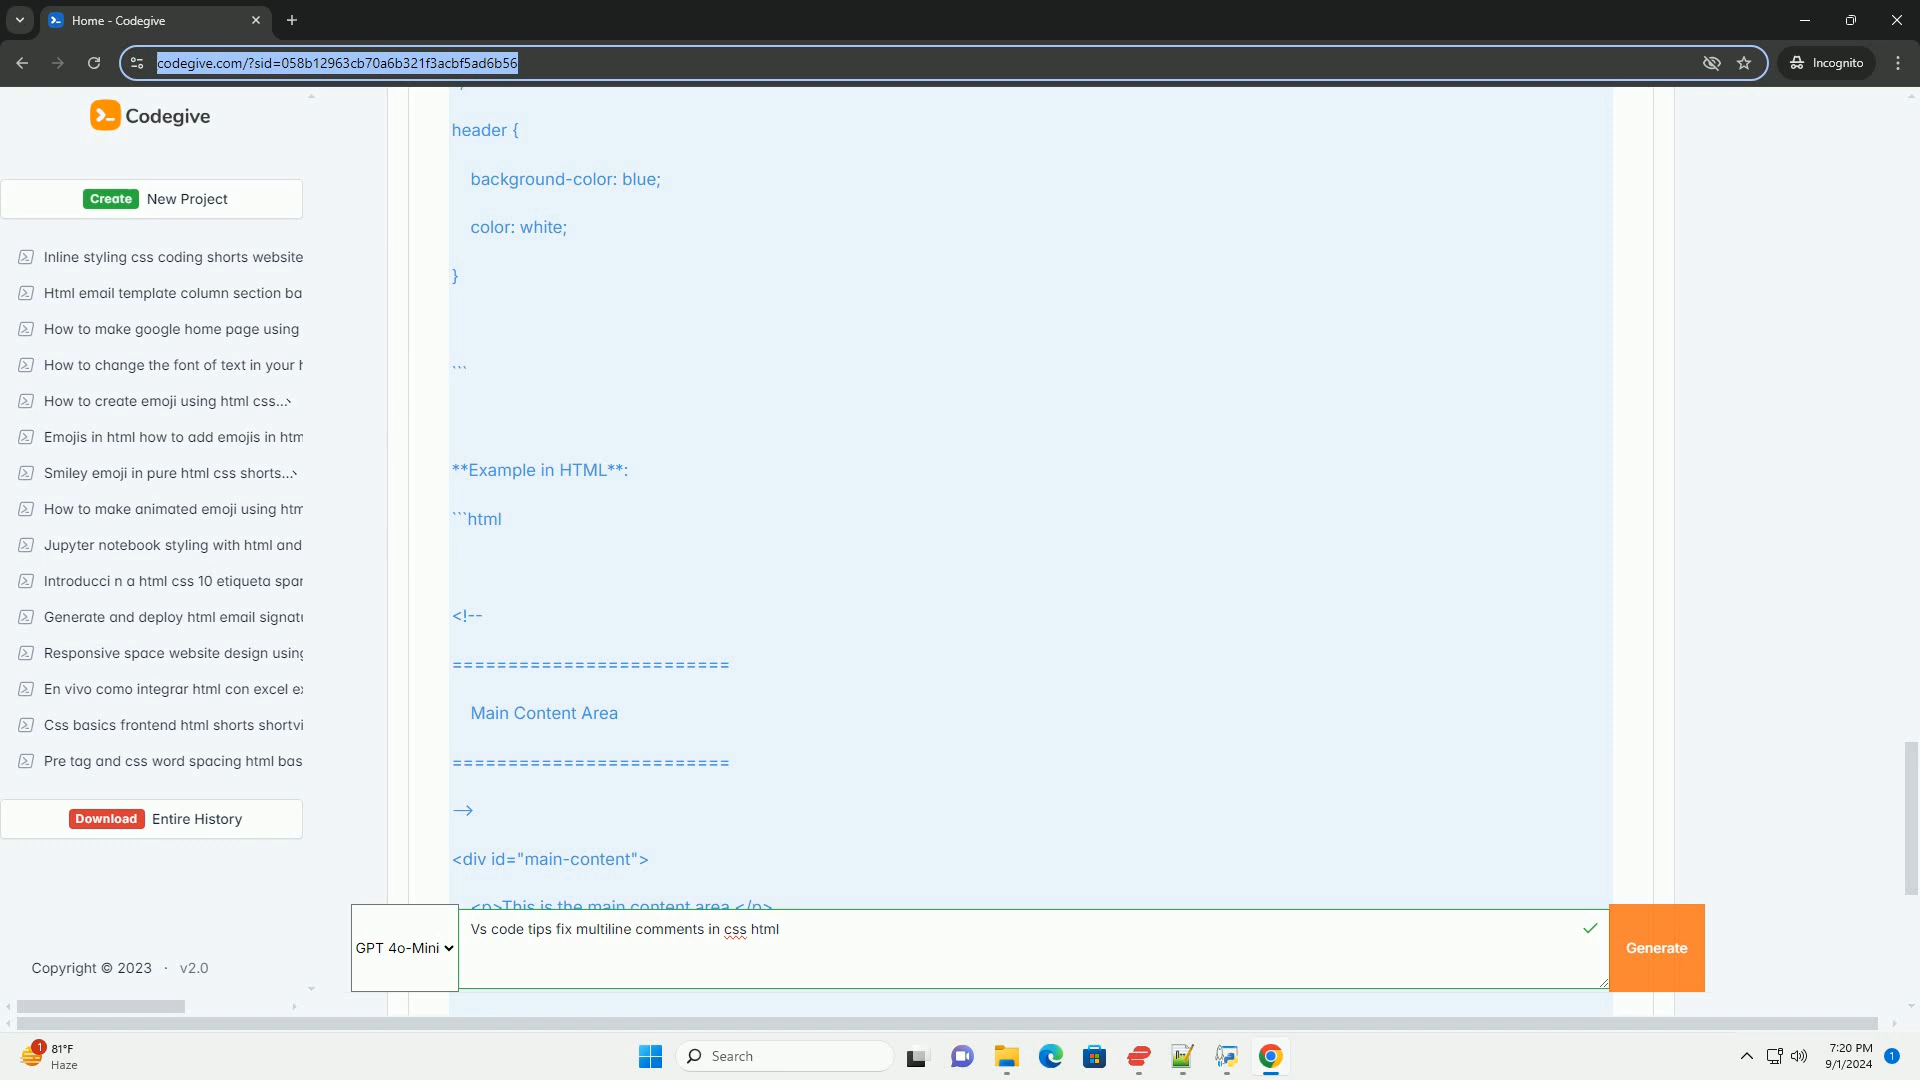 Home - Codegive
codegive.com/?sid=058b12963cb70a6b321f3acbf5ad6b56
Incognito
Codegive
Create New Project
Inline styling css coding shorts website
Html email template column section ba
How to make google home page using
How to change the font of text in your h
How to create emoji using html css...
Emojis in html how to add emojis in htm
Smiley emoji in pure html css shorts...
How to make animated emoji using htm
Jupyter notebook styling with html and
Introducci n a html css 10 etiqueta spar
Generate and deploy html email signatu
Responsive space website design using
En vivo como integrar html con excel ex
Css basics frontend html shorts shortvi
Pre tag and css word spacing html bas
Download Entire History
Copyright © 2023 · v2.0
header {
background-color: blue;
color: white;
}
```
**Example in HTML**:
```html
<!--
==========================
Main Content Area
==========================
-->
<div id="main-content">
<p>This is the main content area.</p>
GPT 4o-Mini
Vs code tips fix multiline comments in css html
Generate
1
81°F
Haze
Search
7:20 PM
9/1/2024
1